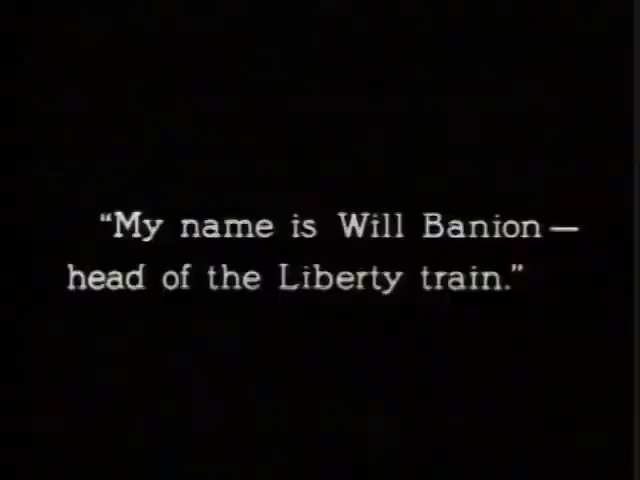 “My name is Will Banion—
head of the Liberty train.”